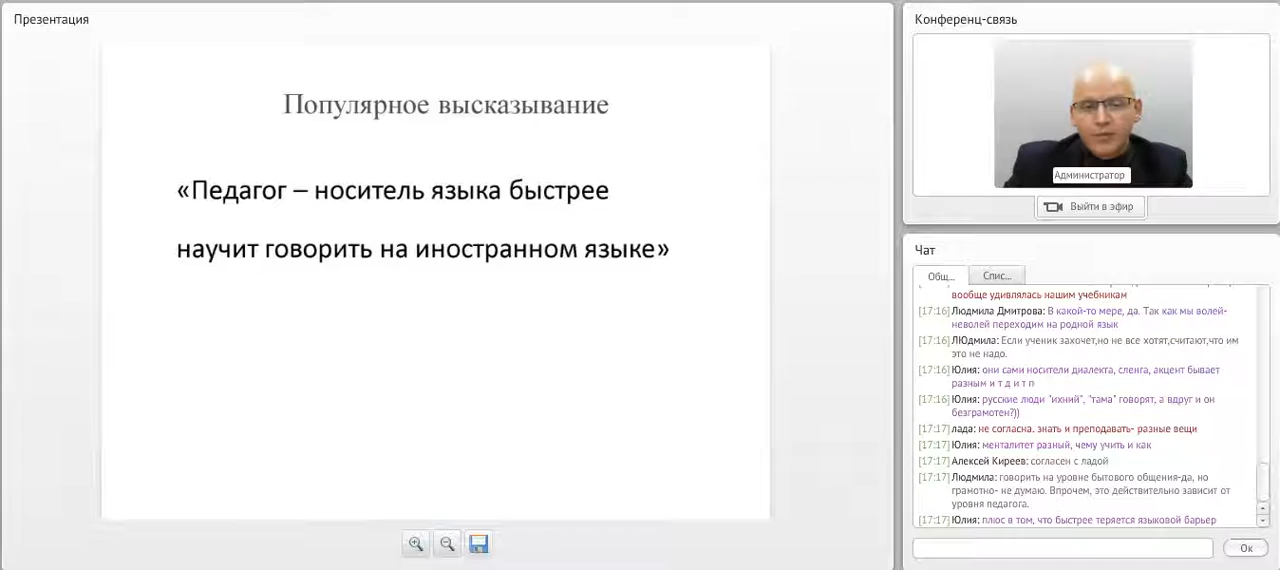 Презентация
Популярное высказывание
«Педагог – носитель языка быстрее
научит говорить на иностранном языке»
Конференц-связь
Администратор
Выйти в эфир
Чат
Общ...
Спис...
вообще удивлялась нашим учебникам
[17:16] Людмила Дмитрова: В какой-то мере, да. Так как мы волей-
неволей переходим на родной язык
[17:16] ЛЮдмила: Если ученик захочет,но не все хотят,считают,что им
это не надо.
[17:16] Юлия: они сами носители диалекта, сленга, акцент бывает
разным и т д и т п
[17:16] Юлия: русские люди "ихний", "тама" говорят, а вдруг и он
безграмотен?))
[17:17] лада: не согласна. знать и преподавать- разные вещи
[17:17] Юлия: менталитет разный, чему учить и как
[17:17] Алексей Киреев: согласен с ладой
[17:17] Людмила: говорить на уровне бытового общения-да, но
грамотно- не думаю. Впрочем, это действительно зависит от
уровня педагога.
[17:17] Юлия: плюс в том, что быстрее теряется языковой барьер
Ок